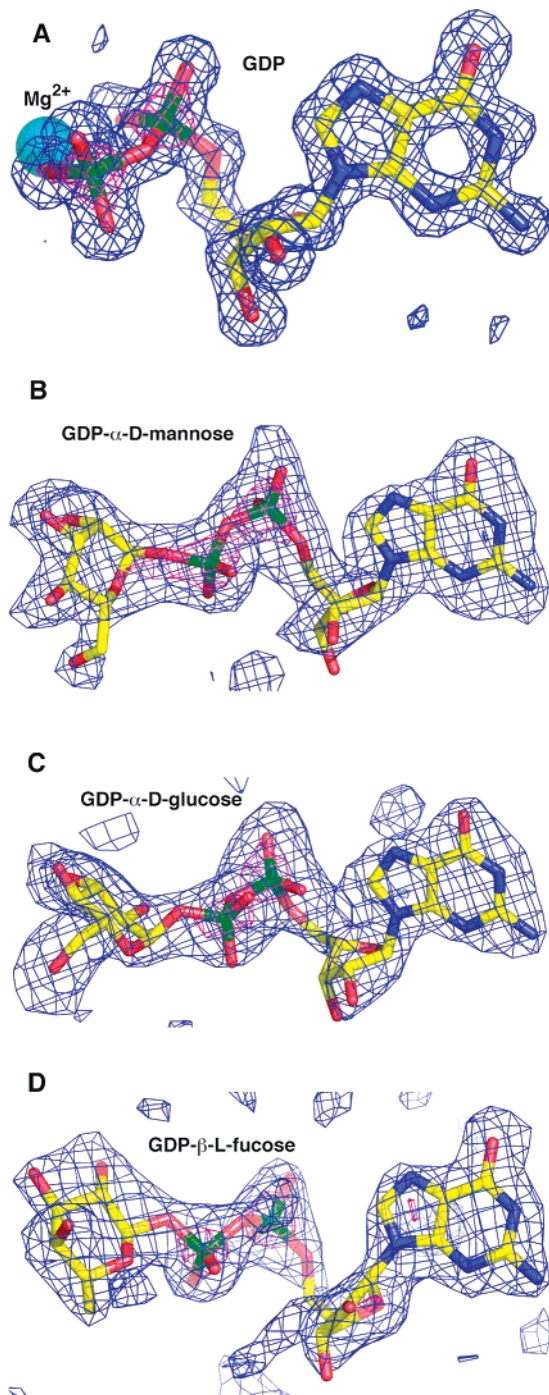 A
GDP
Mg2+
B
GDP-α-D-mannose
C
GDP-α-D-glucose
D
GDP-β-L-fucose